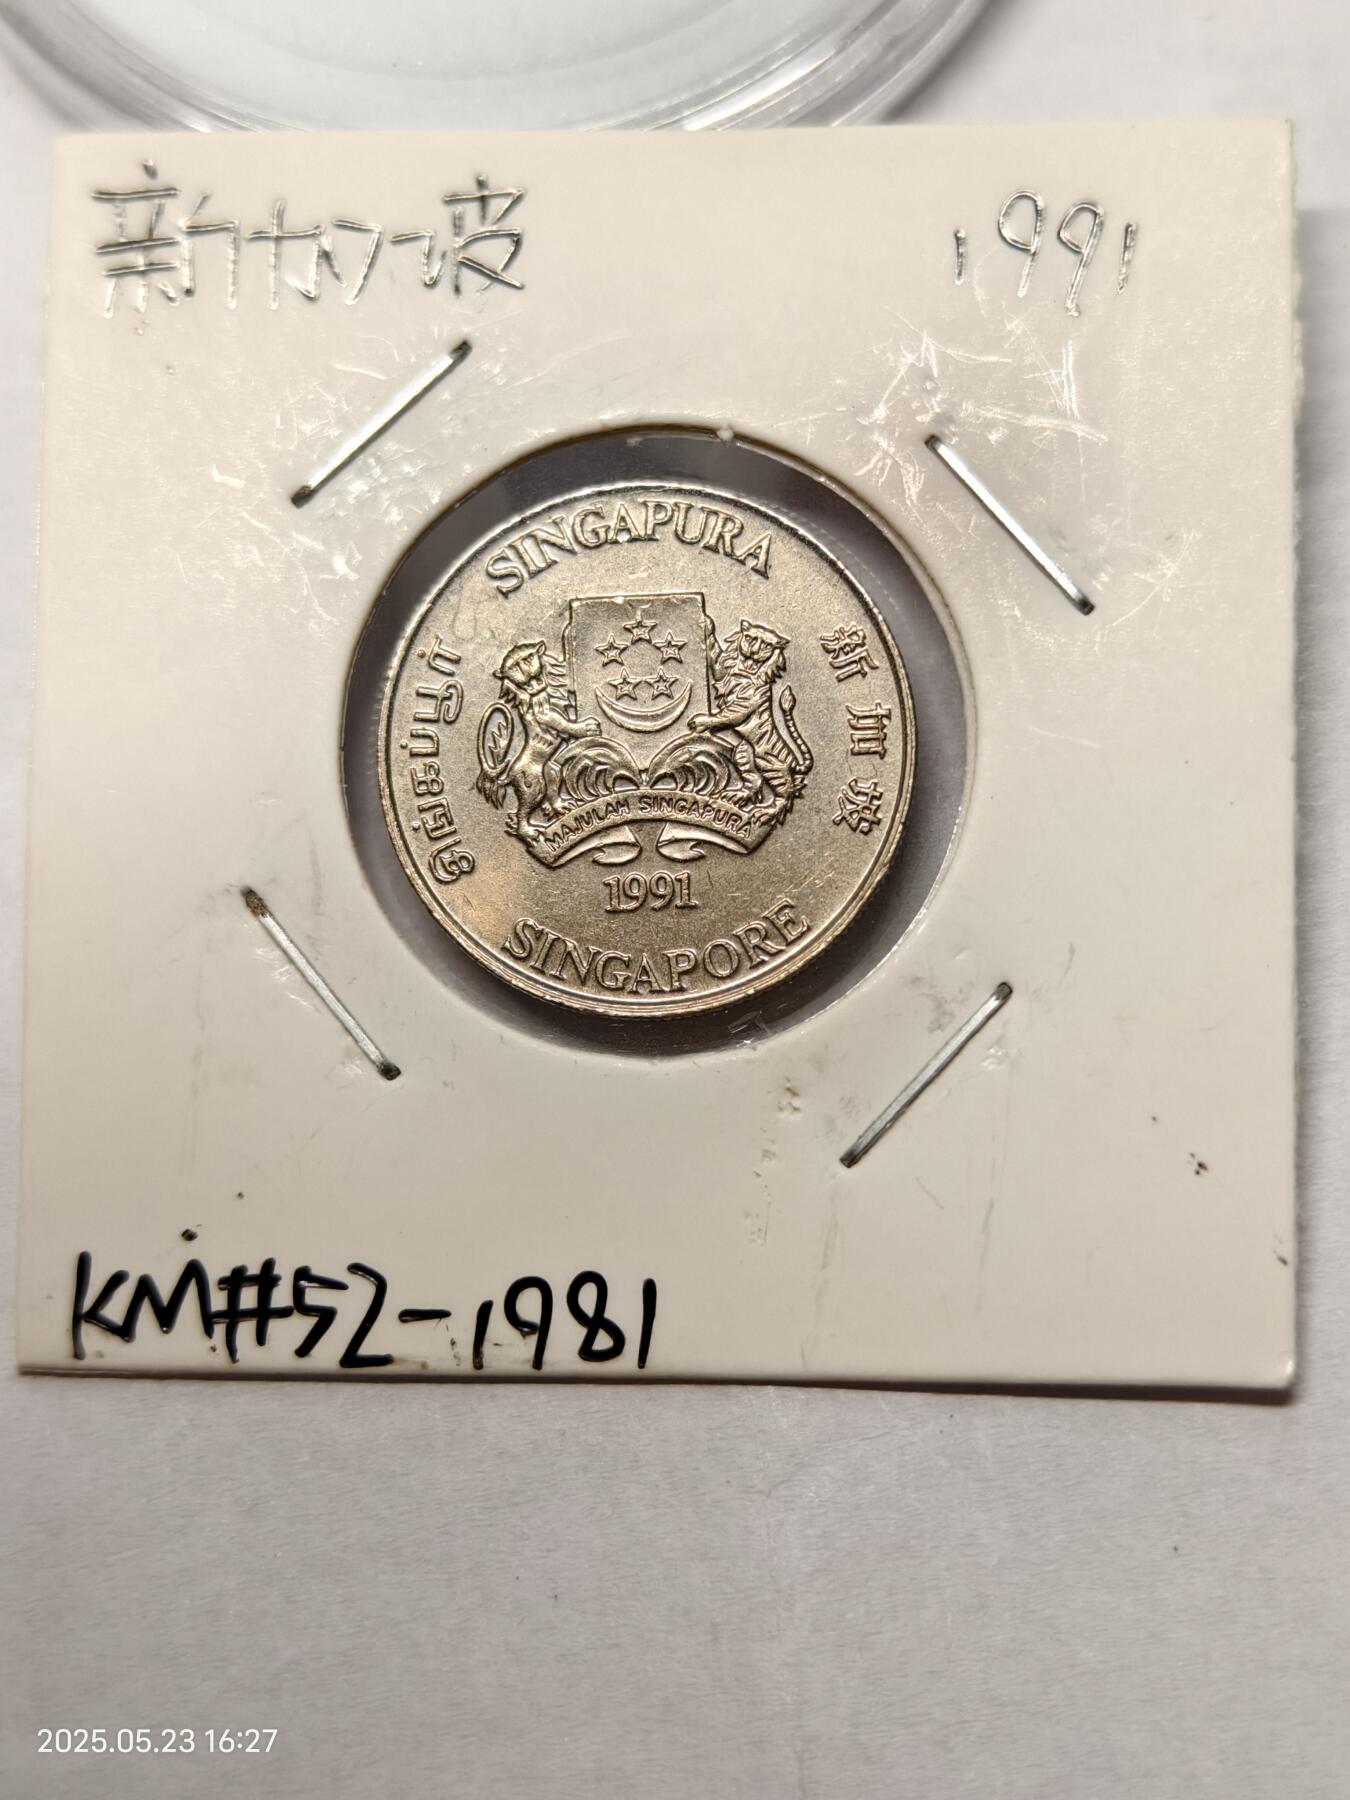 新加坡
1991
SINGAPURA
சிங்கப்பூர்
新加坡
MAJULAH SINGAPURA
1991
SINGAPORE
KM#52-1981
2025.05.23 16:27